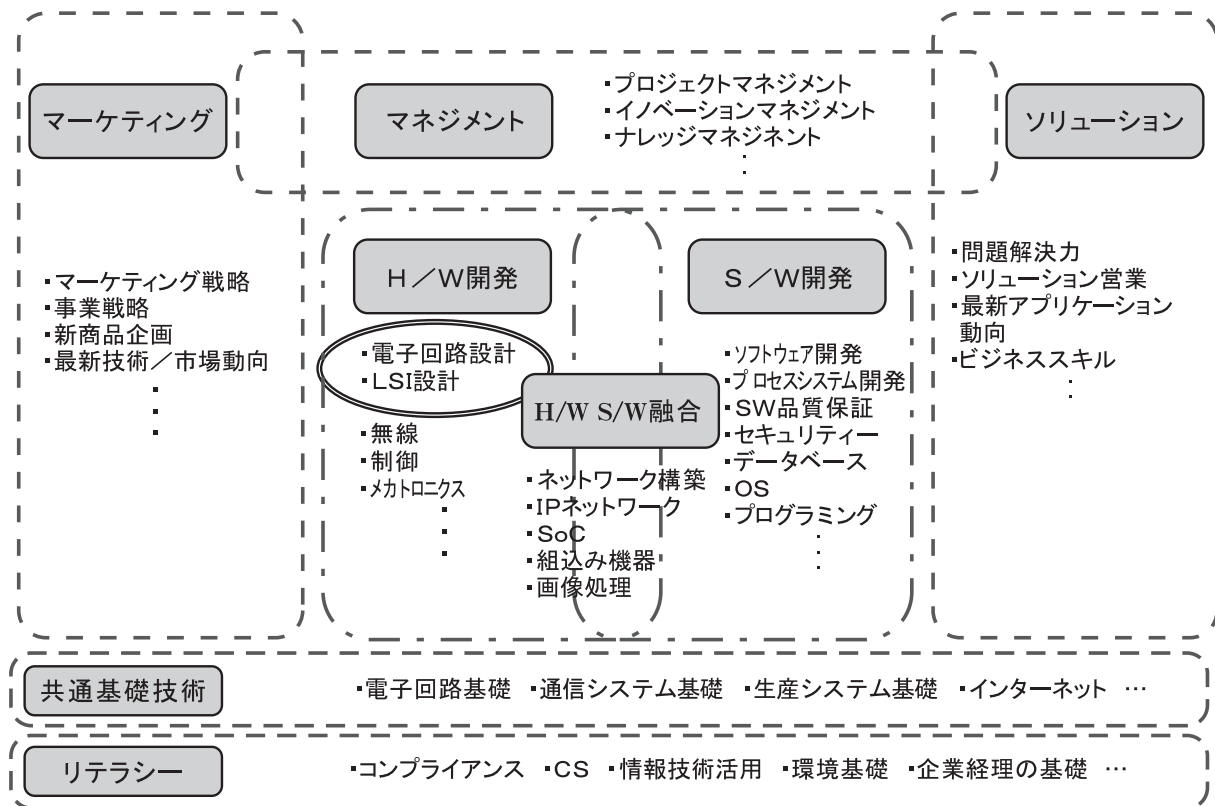 マーケティング
・マーケティング戦略
・事業戦略
・新商品企画
・最新技術／市場動向
マネジメント
・プロジェクトマネジメント
・イノベーションマネジメント
・ナレッジマネジネント
ソリューション
・問題解決力
・ソリューション営業
・最新アプリケーション
動向
・ビジネススキル
H／W開発
・電子回路設計
・LSI設計
・無線
・制御
・メカトロニクス
H/W S/W融合
・ネットワーク構築
・IPネットワーク
・SoC
・組込み機器
・画像処理
S／W開発
・ソフトウェア開発
・プロセスシステム開発
・SW品質保証
・セキュリティー
・データベース
・OS
・プログラミング
共通基礎技術
・電子回路基礎 ・通信システム基礎 ・生産システム基礎 ・インターネット …
リテラシー
・コンプライアンス ・CS ・情報技術活用 ・環境基礎 ・企業経理の基礎 …